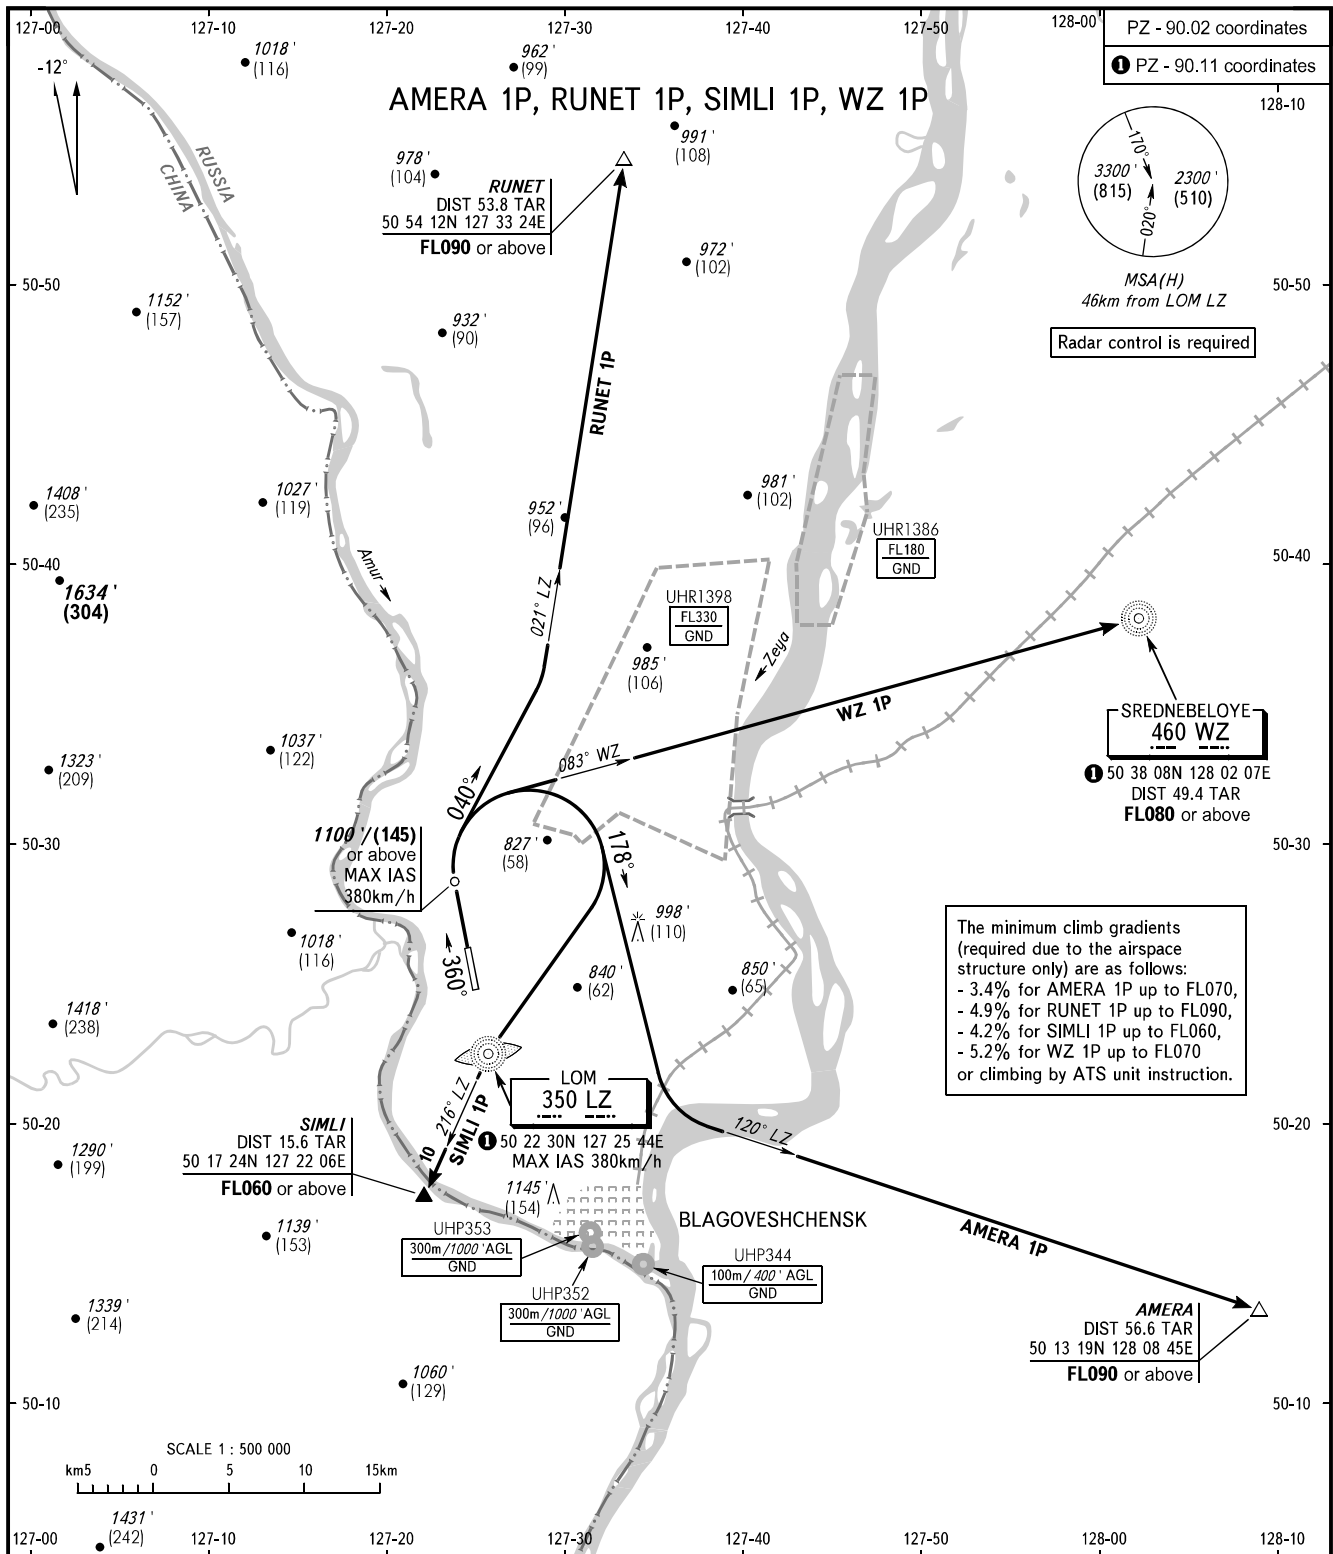 127-00
127-10
127-20
127-30
127-40
127-50
128-00
PZ - 90.02 coordinates
❶ PZ - 90.11 coordinates
128-10
-12°
1018'
(116)
962'
(99)
AMERA 1P, RUNET 1P, SIMLI 1P, WZ 1P
991'
(108)
978'
(104)
RUSSIA
CHINA
RUNET
DIST 53.8 TAR
50 54 12N 127 33 24E
FL090 or above
170°
3300'
(815)
2300'
(510)
020°
MSA(H)
46km from LOM LZ
Radar control is required
972'
(102)
50-50
50-50
1152'
(157)
932'
(90)
RUNET 1P
1408'
(235)
1027'
(119)
952'
(96)
981'
(102)
UHR1386
FL180
GND
50-40
50-40
Amur
1634'
(304)
021° LZ
UHR1398
FL330
GND
985'
(106)
Zeya
WZ 1P
SREDNEBELOYE
460 WZ
❶ 50 38 08N 128 02 07E
DIST 49.4 TAR
FL080 or above
1037'
(122)
1323'
(209)
083° WZ
040°
1100'/(145)
or above
MAX IAS
380km/h
50-30
827'
(58)
178°
50-30
998'
(110)
The minimum climb gradients
(required due to the airspace
structure only) are as follows:
- 3.4% for AMERA 1P up to FL070,
- 4.9% for RUNET 1P up to FL090,
- 4.2% for SIMLI 1P up to FL060,
- 5.2% for WZ 1P up to FL070
or climbing by ATS unit instruction.
1018'
(116)
360°
840'
(62)
850'
(65)
1418'
(238)
LOM
350 LZ
❶ 50 22 30N 127 25 44E
MAX IAS 380km/h
216° LZ
SIMLI 1P
10
50-20
120° LZ
50-20
SIMLI
DIST 15.6 TAR
50 17 24N 127 22 06E
FL060 or above
1290'
(199)
1145'
(154)
1139'
(153)
BLAGOVESHCHENSK
AMERA 1P
UHP353
300m/1000'AGL
GND
UHP344
100m/400' AGL
GND
UHP352
300m/1000'AGL
GND
AMERA
DIST 56.6 TAR
50 13 19N 128 08 45E
FL090 or above
1339'
(214)
1060'
(129)
50-10
50-10
SCALE 1 : 500 000
km5
0
5
10
15km
1431'
(242)
127-00
127-10
127-20
127-30
127-40
127-50
128-00
128-10